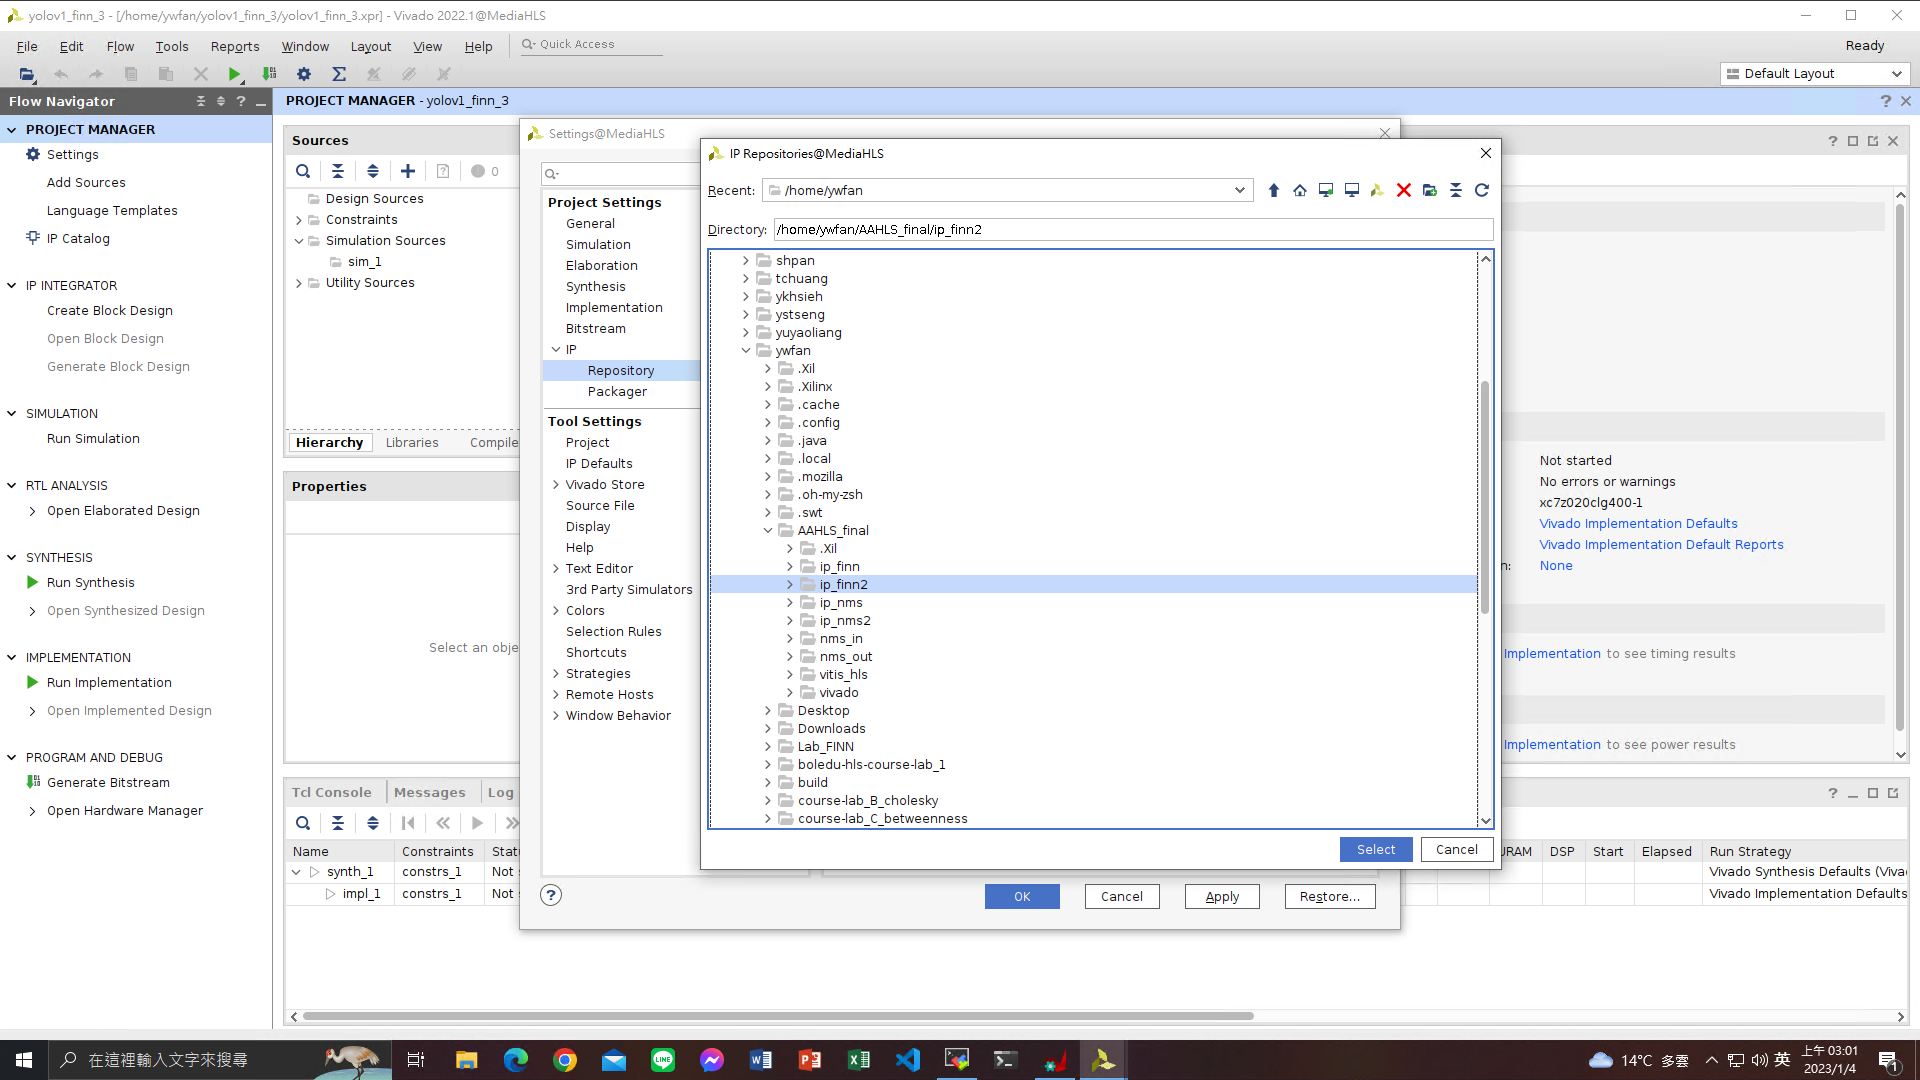 yolov1_finn_3 - [/home/ywfan/yolov1_finn_3/yolov1_finn_3.xpr] - Vivado 2022.1@MediaHLS
File Edit Flow Tools Reports Window Layout View Help Quick Access
Ready
Default Layout
Flow Navigator
PROJECT MANAGER
Settings
Add Sources
Language Templates
IP Catalog
IP INTEGRATOR
Create Block Design
Open Block Design
Generate Block Design
SIMULATION
Run Simulation
RTL ANALYSIS
Open Elaborated Design
SYNTHESIS
Run Synthesis
Open Synthesized Design
IMPLEMENTATION
Run Implementation
Open Implemented Design
PROGRAM AND DEBUG
Generate Bitstream
Open Hardware Manager
PROJECT MANAGER - yolov1_finn_3
Sources
0
Design Sources
Constraints
Simulation Sources
sim_1
Utility Sources
Hierarchy Libraries Compile
Properties
Select an obje
Tcl Console Messages Log
Name Constraints Statu
synth_1 constrs_1 Not
impl_1 constrs_1 Not
Settings@MediaHLS
Project Settings
General
Simulation
Elaboration
Synthesis
Implementation
Bitstream
IP
Repository
Packager
Tool Settings
Project
IP Defaults
Vivado Store
Source File
Display
Help
Text Editor
3rd Party Simulators
Colors
Selection Rules
Shortcuts
Strategies
Remote Hosts
Window Behavior
OK Cancel Apply Restore...
IP Repositories@MediaHLS
Recent: /home/ywfan
Directory: /home/ywfan/AAHLS_final/ip_finn2
shpan
tchuang
ykhsieh
ystseng
yuyaoliang
ywfan
.Xil
.Xilinx
.cache
.config
.java
.local
.mozilla
.oh-my-zsh
.swt
AAHLS_final
.Xil
ip_finn
ip_finn2
ip_nms
ip_nms2
nms_in
nms_out
vitis_hls
vivado
Desktop
Downloads
Lab_FINN
boledu-hls-course-lab_1
build
course-lab_B_cholesky
course-lab_C_betweenness
Select Cancel
Not started
No errors or warnings
xc7z020clg400-1
Vivado Implementation Defaults
Vivado Implementation Default Reports
n: None
Implementation to see timing results
Implementation to see power results
URAM DSP Start Elapsed Run Strategy
Vivado Synthesis Defaults (Viva
Vivado Implementation Defaults
在這裡輸入文字來搜尋
14°C 多雲
英
上午 03:01
2023/1/4
1